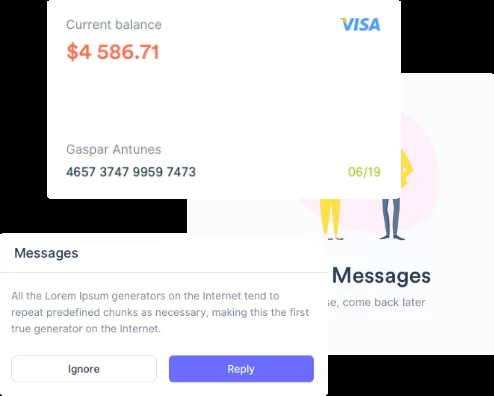 Current balance
VISA
$4 586.71
Gaspar Antunes
4657 3747 9959 7473
06/19
Messages
All the Lorem Ipsum generators on the Internet tend to
repeat predefined chunks as necessary, making this the first
true generator on the Internet.
Ignore
Reply
Messages
se, come back later